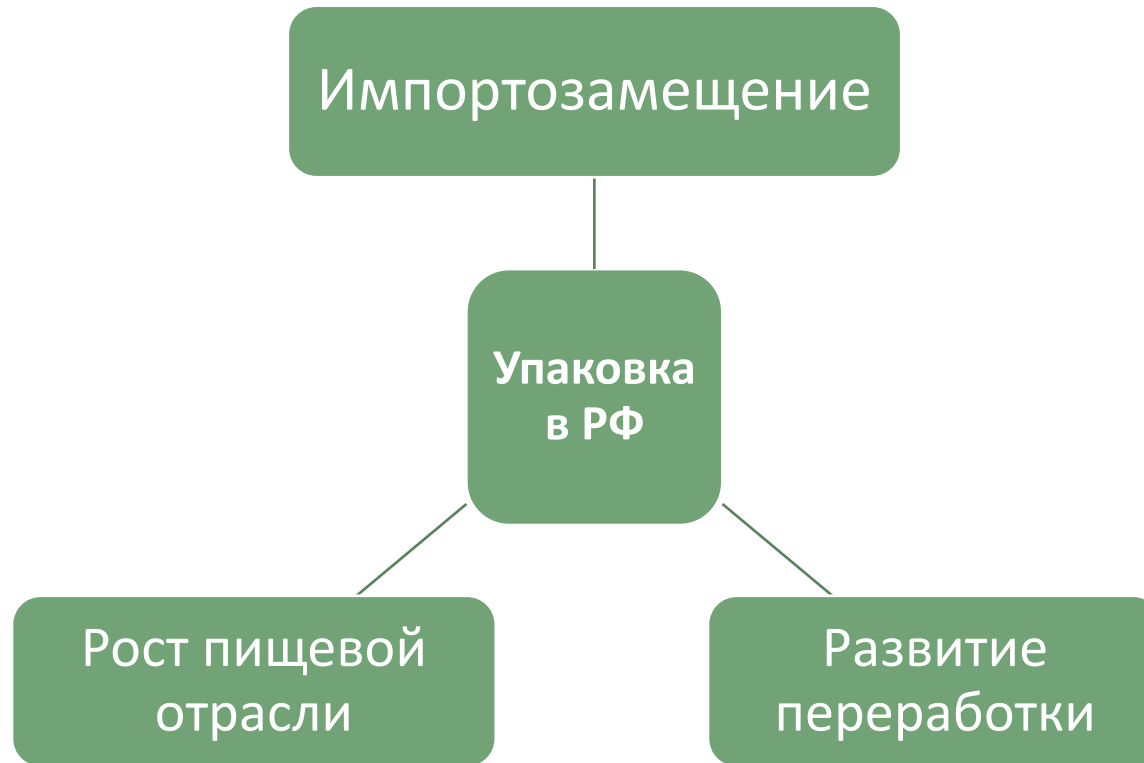 Импортозамещение
Упаковка
в РФ
Рост пищевой
отрасли
Развитие
переработки